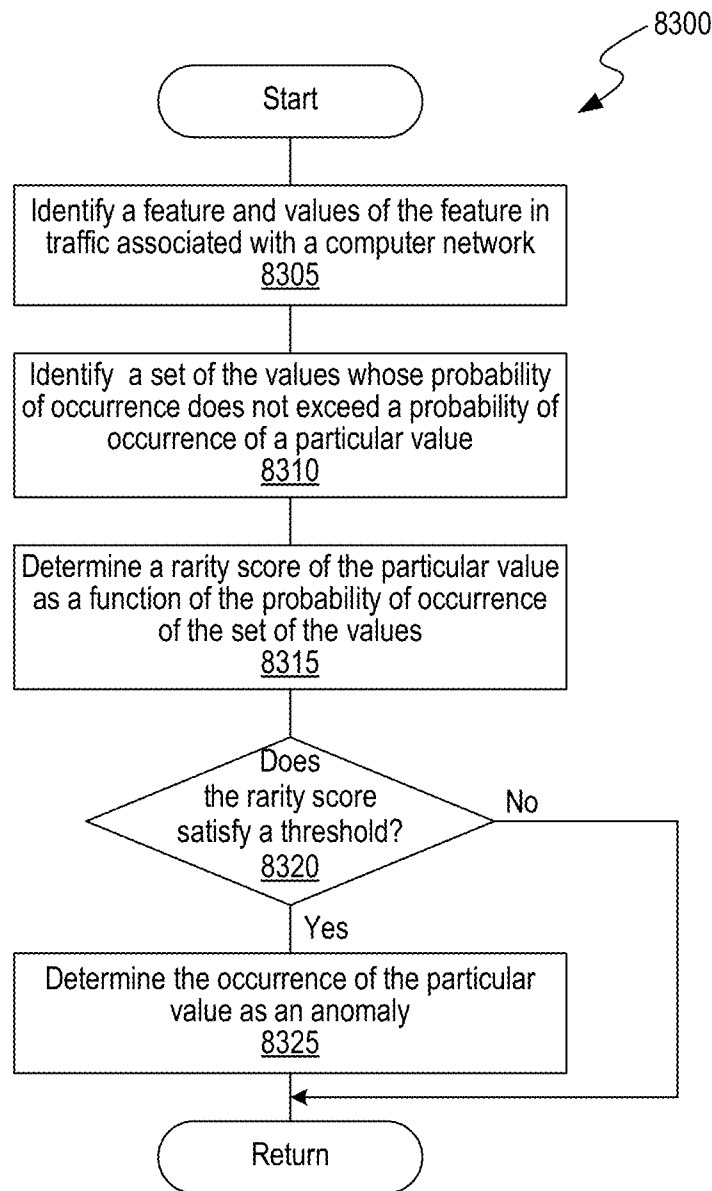 8300
Start
Identify a feature and values of the feature in
traffic associated with a computer network
8305
Identify a set of the values whose probability
of occurrence does not exceed a probability of
occurrence of a particular value
8310
Determine a rarity score of the particular value
as a function of the probability of occurrence
of the set of the values
8315
Does
the rarity score
satisfy a threshold?
8320
No
Yes
Determine the occurrence of the particular
value as an anomaly
8325
Return